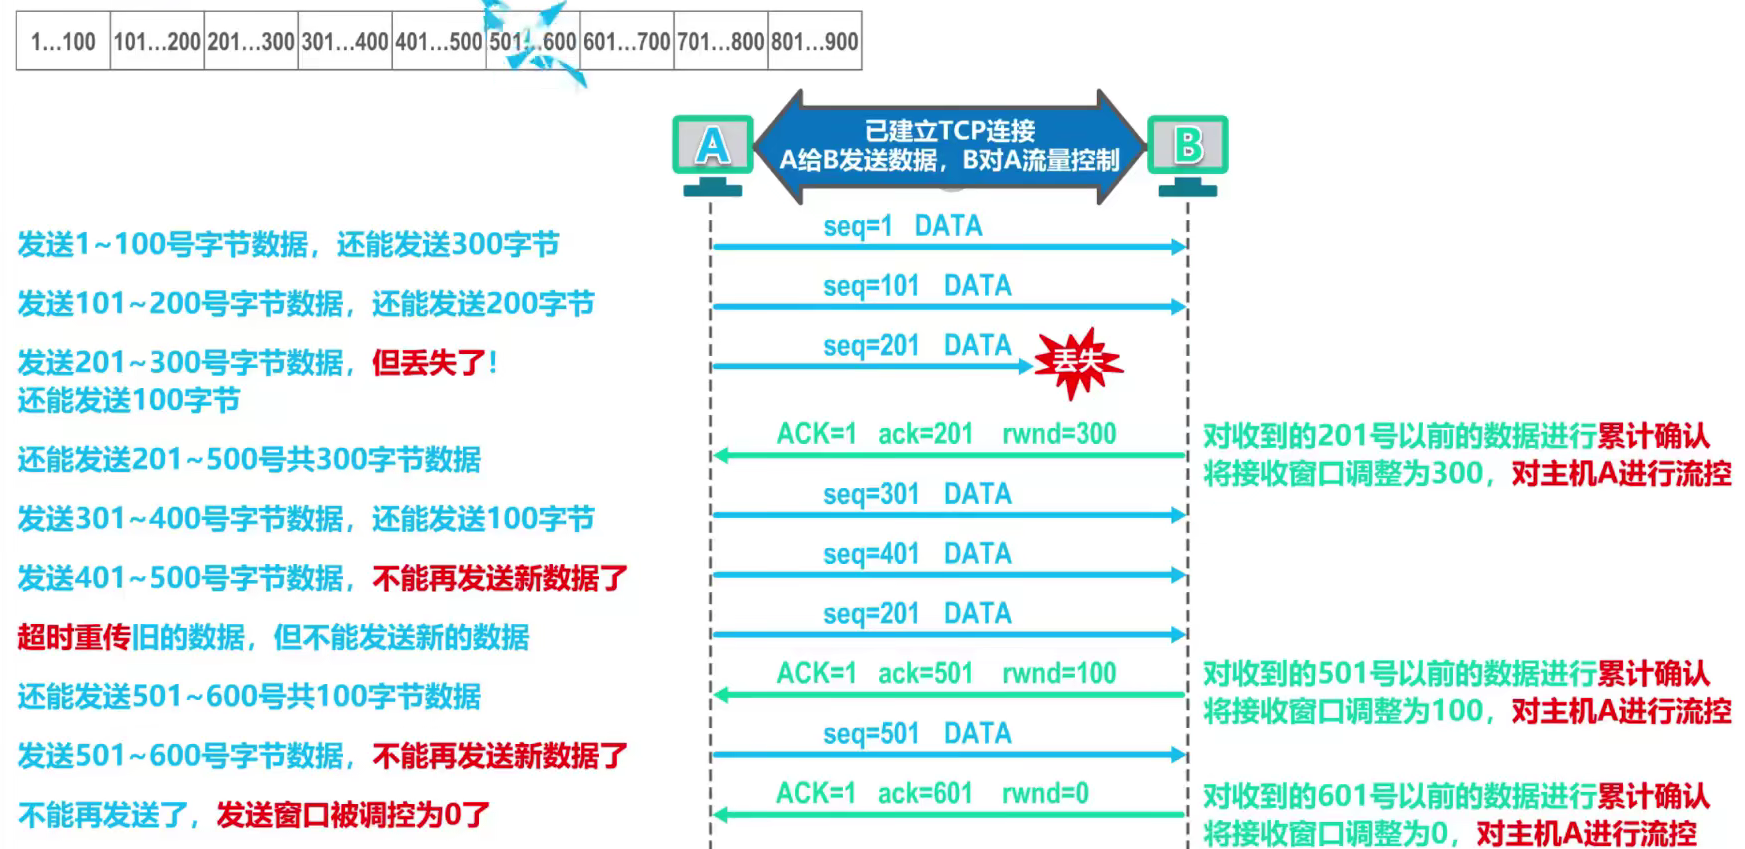 1…100 101…200 201…300 301…400 401…500 501…600 601…700 701…800 801…900
A
已建立TCP连接
A给B发送数据，B对A流量控制
B
发送1~100号字节数据，还能发送300字节
seq=1 DATA
发送101~200号字节数据，还能发送200字节
seq=101 DATA
发送201~300号字节数据，但丢失了！
还能发送100字节
seq=201 DATA
丢失
还能发送201~500号共300字节数据
ACK=1 ack=201 rwnd=300
对收到的201号以前的数据进行累计确认
将接收窗口调整为300，对主机A进行流控
发送301~400号字节数据，还能发送100字节
seq=301 DATA
发送401~500号字节数据，不能再发送新数据了
seq=401 DATA
超时重传旧的数据，但不能发送新的数据
seq=201 DATA
还能发送501~600号共100字节数据
ACK=1 ack=501 rwnd=100
对收到的501号以前的数据进行累计确认
将接收窗口调整为100，对主机A进行流控
发送501~600号字节数据，不能再发送新数据了
seq=501 DATA
不能再发送了，发送窗口被调控为0了
ACK=1 ack=601 rwnd=0
对收到的601号以前的数据进行累计确认
将接收窗口调整为0，对主机A进行流控